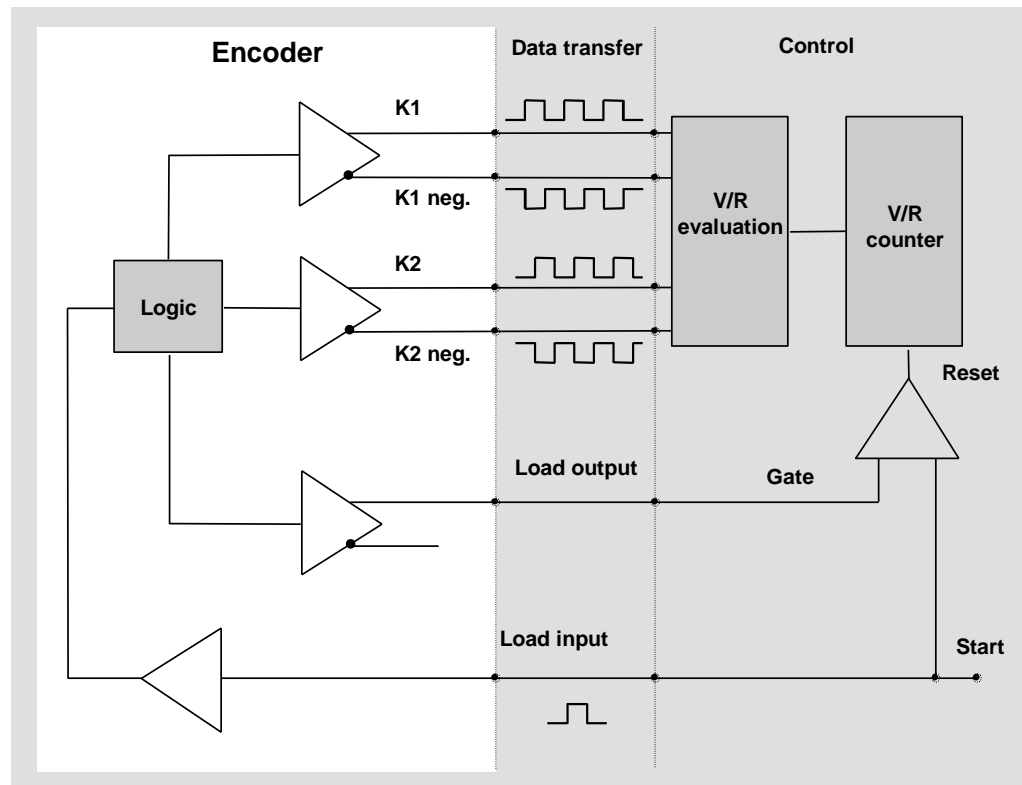 Encoder
Data transfer
Control
K1
K1 neg.
V/R
evaluation
V/R
counter
K2
Logic
K2 neg.
Reset
Load output
Gate
Load input
Start